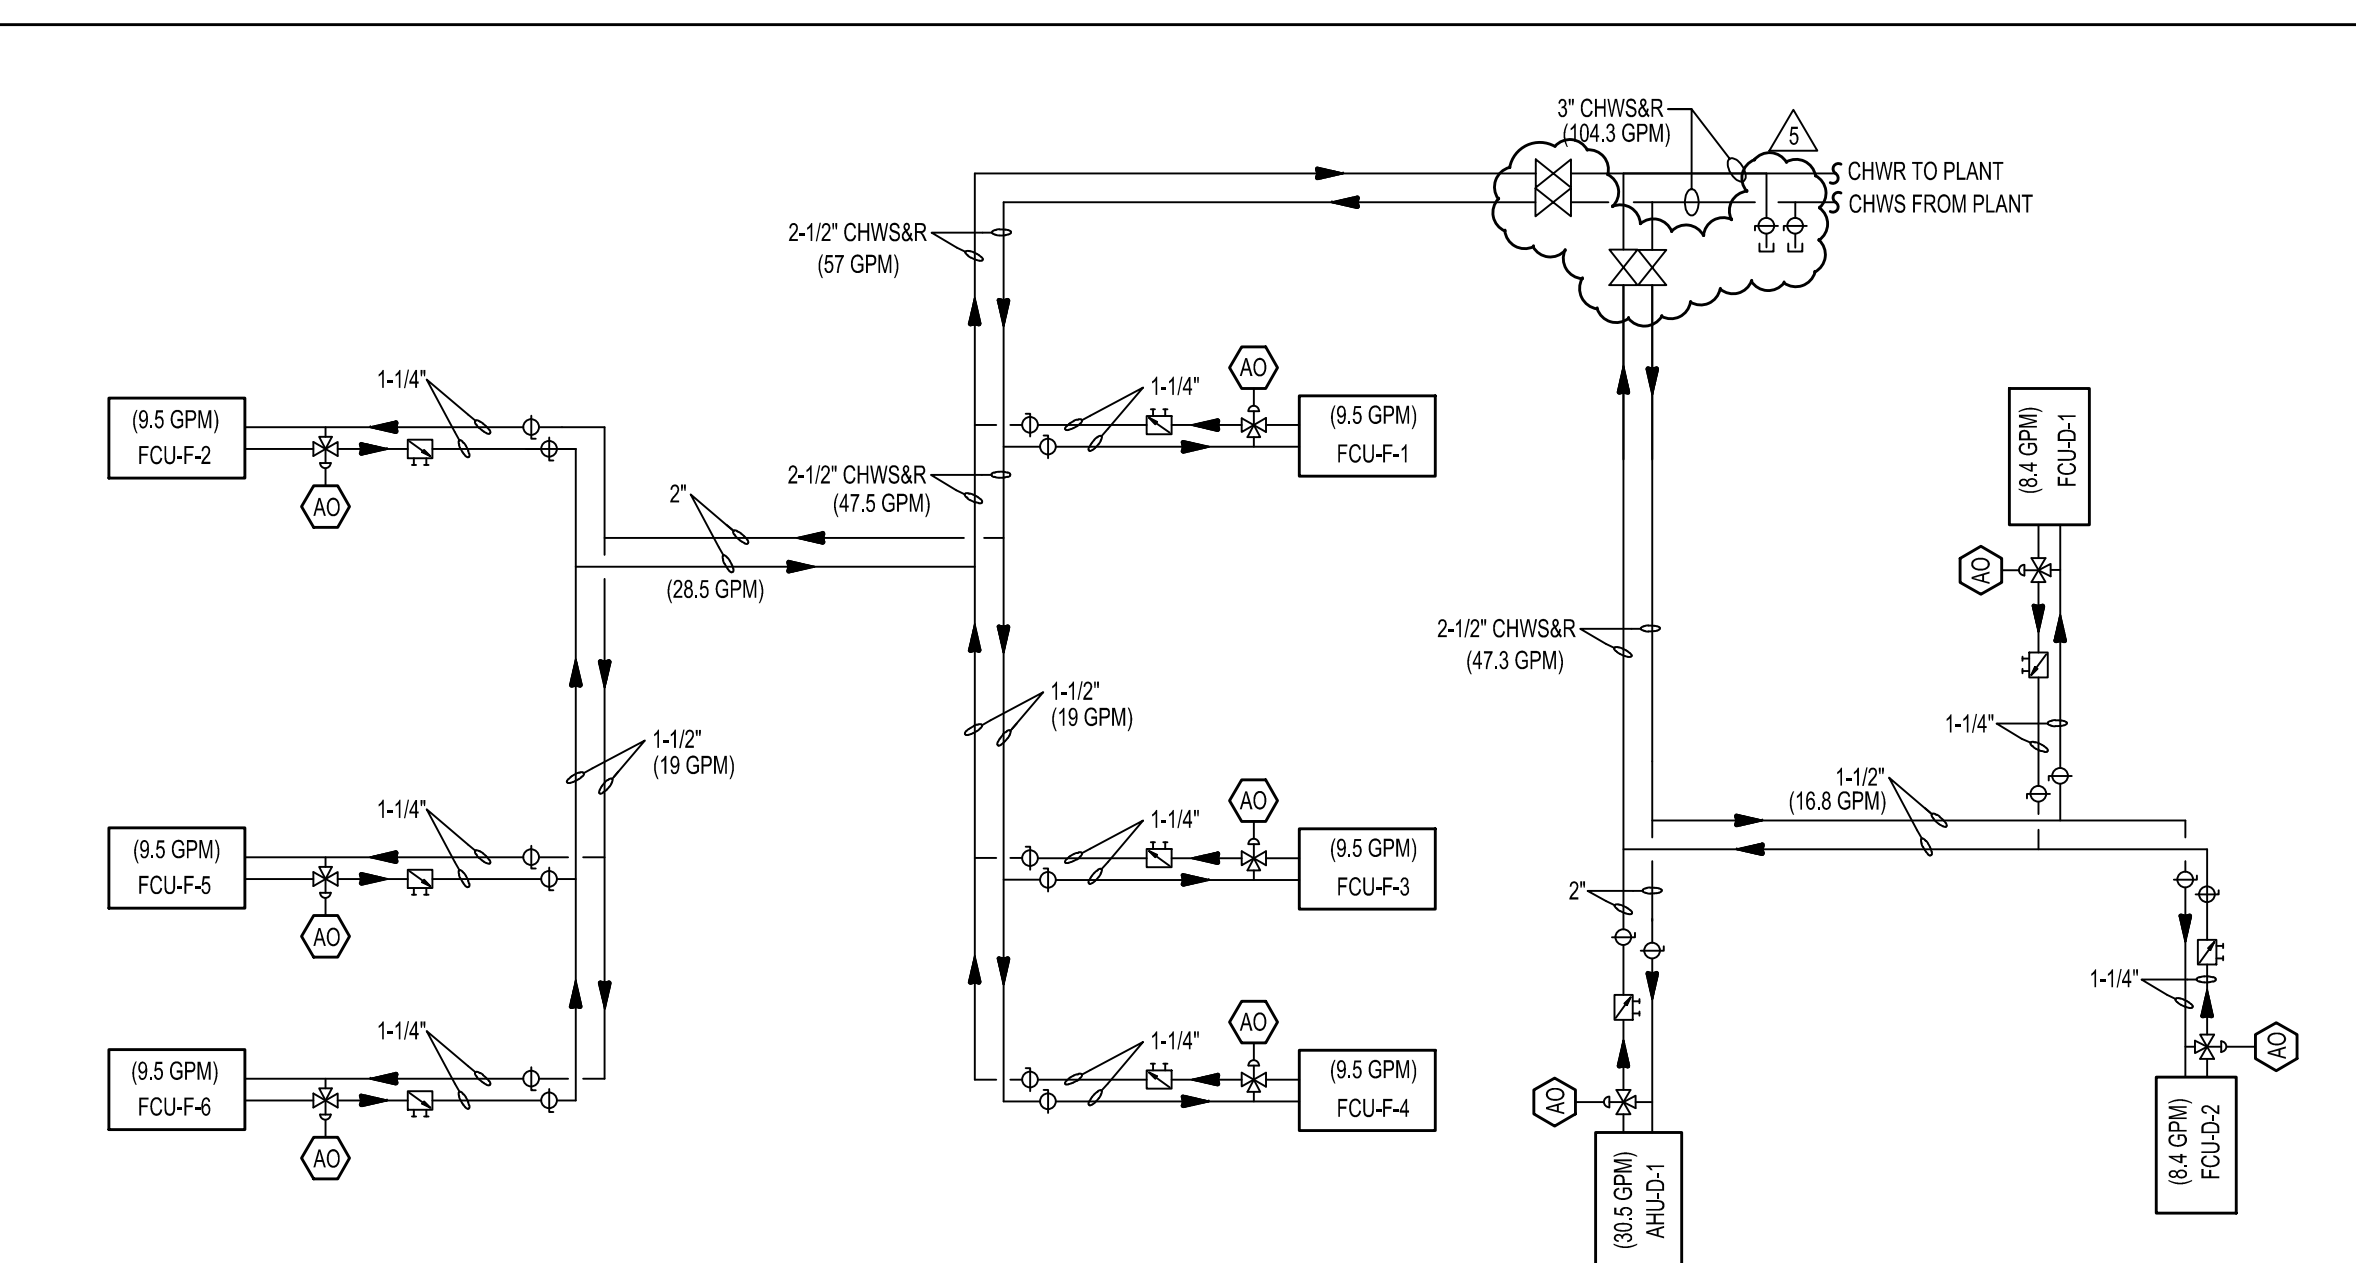 3" CHWS&R
(104.3 GPM)
5
CHWR TO PLANT
CHWS FROM PLANT
2-1/2" CHWS&R
(57 GPM)
1-1/4"
(9.5 GPM)
FCU-F-2
AO
1-1/4"
AO
(9.5 GPM)
FCU-F-1
(8.4 GPM)
FCU-D-1
AO
2-1/2" CHWS&R
(47.5 GPM)
2"
(28.5 GPM)
2-1/2" CHWS&R
(47.3 GPM)
1-1/2"
(19 GPM)
1-1/2"
(19 GPM)
1-1/4"
1-1/2"
(16.8 GPM)
1-1/4"
(9.5 GPM)
FCU-F-5
AO
1-1/4"
AO
(9.5 GPM)
FCU-F-3
2"
1-1/4"
1-1/4"
(9.5 GPM)
FCU-F-6
AO
1-1/4"
AO
(9.5 GPM)
FCU-F-4
AO
(30.5 GPM)
AHU-D-1
AO
(8.4 GPM)
FCU-D-2